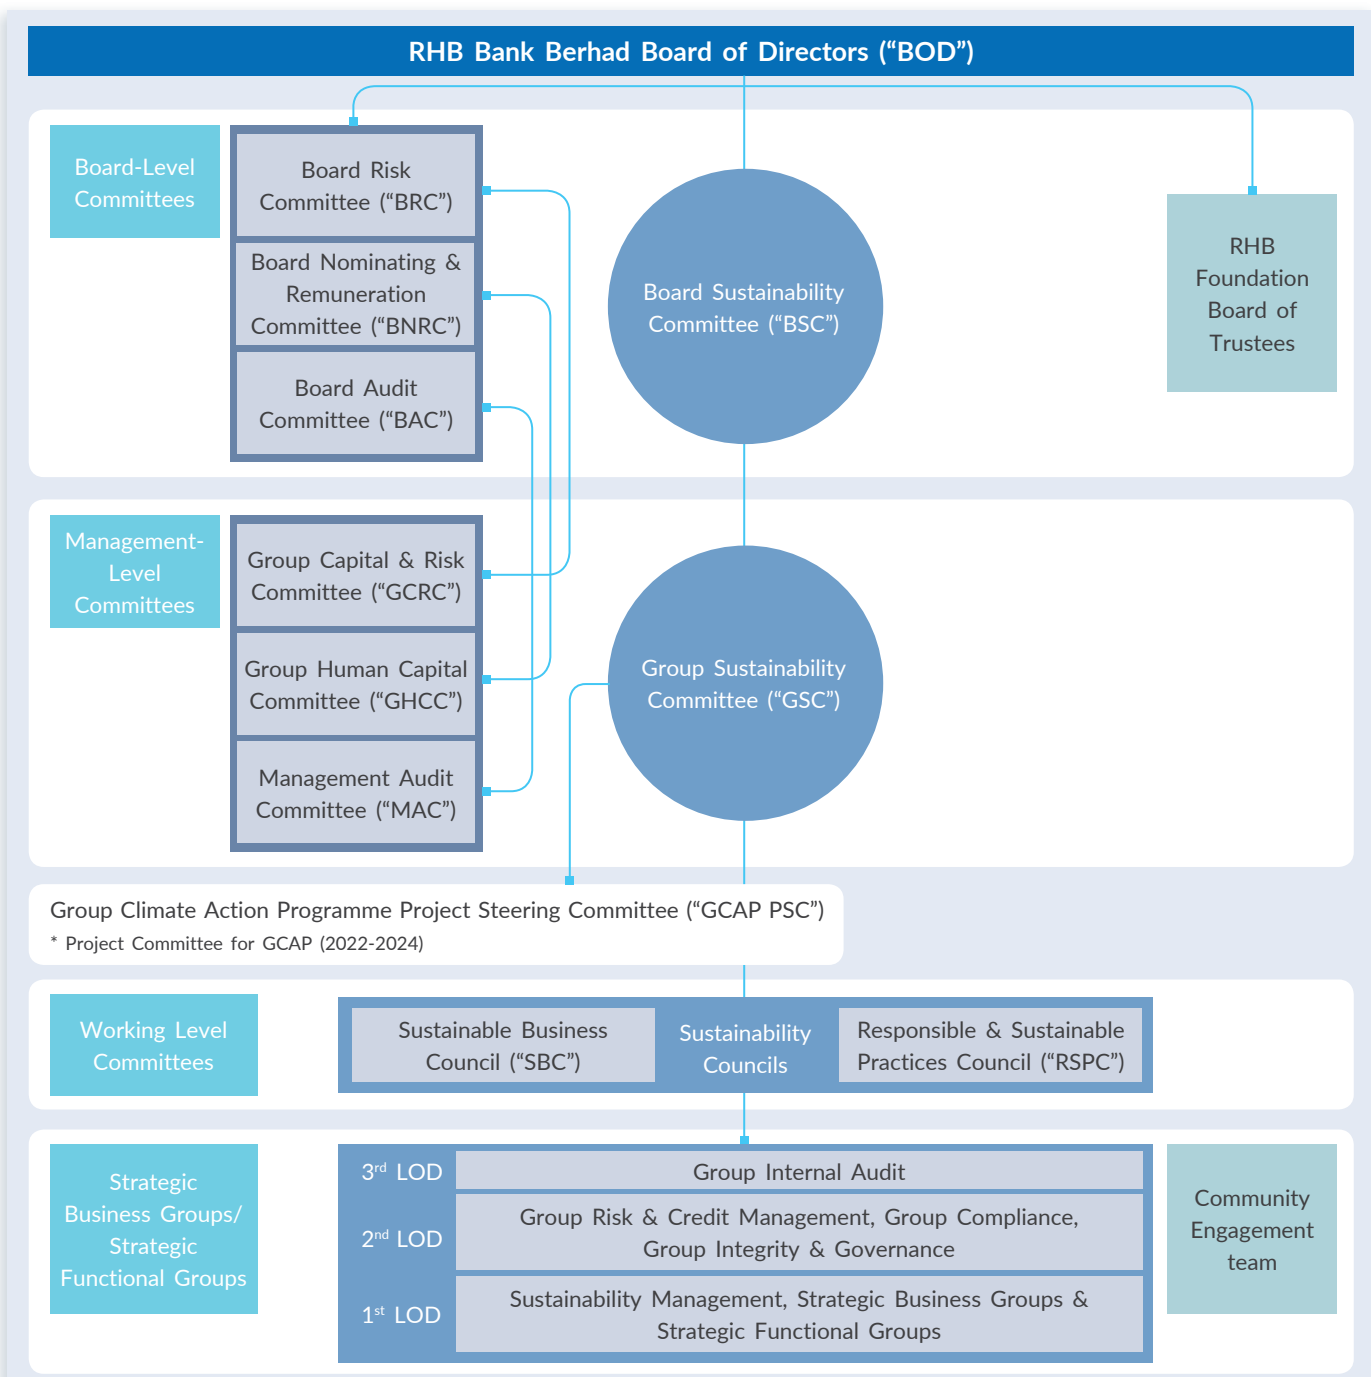 RHB Bank Berhad Board of Directors (“BOD”)
Board-Level
Committees
Board Risk
Committee (“BRC”)
Board Nominating &
Remuneration
Committee (“BNRC”)
Board Audit
Committee (“BAC”)
Board Sustainability
Committee (“BSC”)
RHB
Foundation
Board of
Trustees
Management-
Level
Committees
Group Capital & Risk
Committee (“GCRC”)
Group Human Capital
Committee (“GHCC”)
Management Audit
Committee (“MAC”)
Group Sustainability
Committee (“GSC”)
Group Climate Action Programme Project Steering Committee (“GCAP PSC”)
* Project Committee for GCAP (2022-2024)
Working Level
Committees
Sustainable Business
Council (“SBC”)
Sustainability
Councils
Responsible & Sustainable
Practices Council (“RSPC”)
Strategic
Business Groups/
Strategic
Functional Groups
3rd LOD
Group Internal Audit
2nd LOD
Group Risk & Credit Management, Group Compliance,
Group Integrity & Governance
1st LOD
Sustainability Management, Strategic Business Groups &
Strategic Functional Groups
Community
Engagement
team